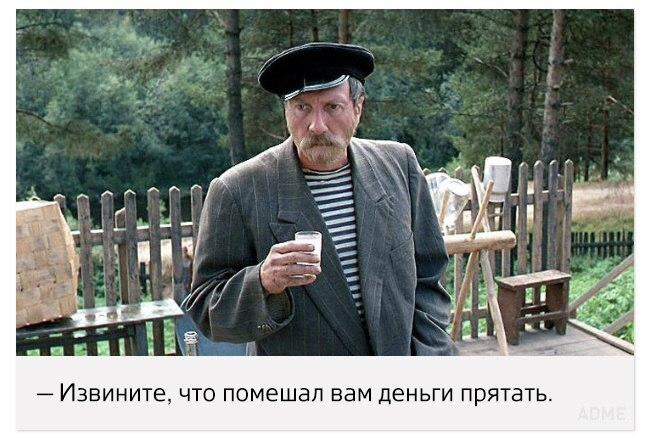 — Извините, что помешал вам деньги прятать.
ADME